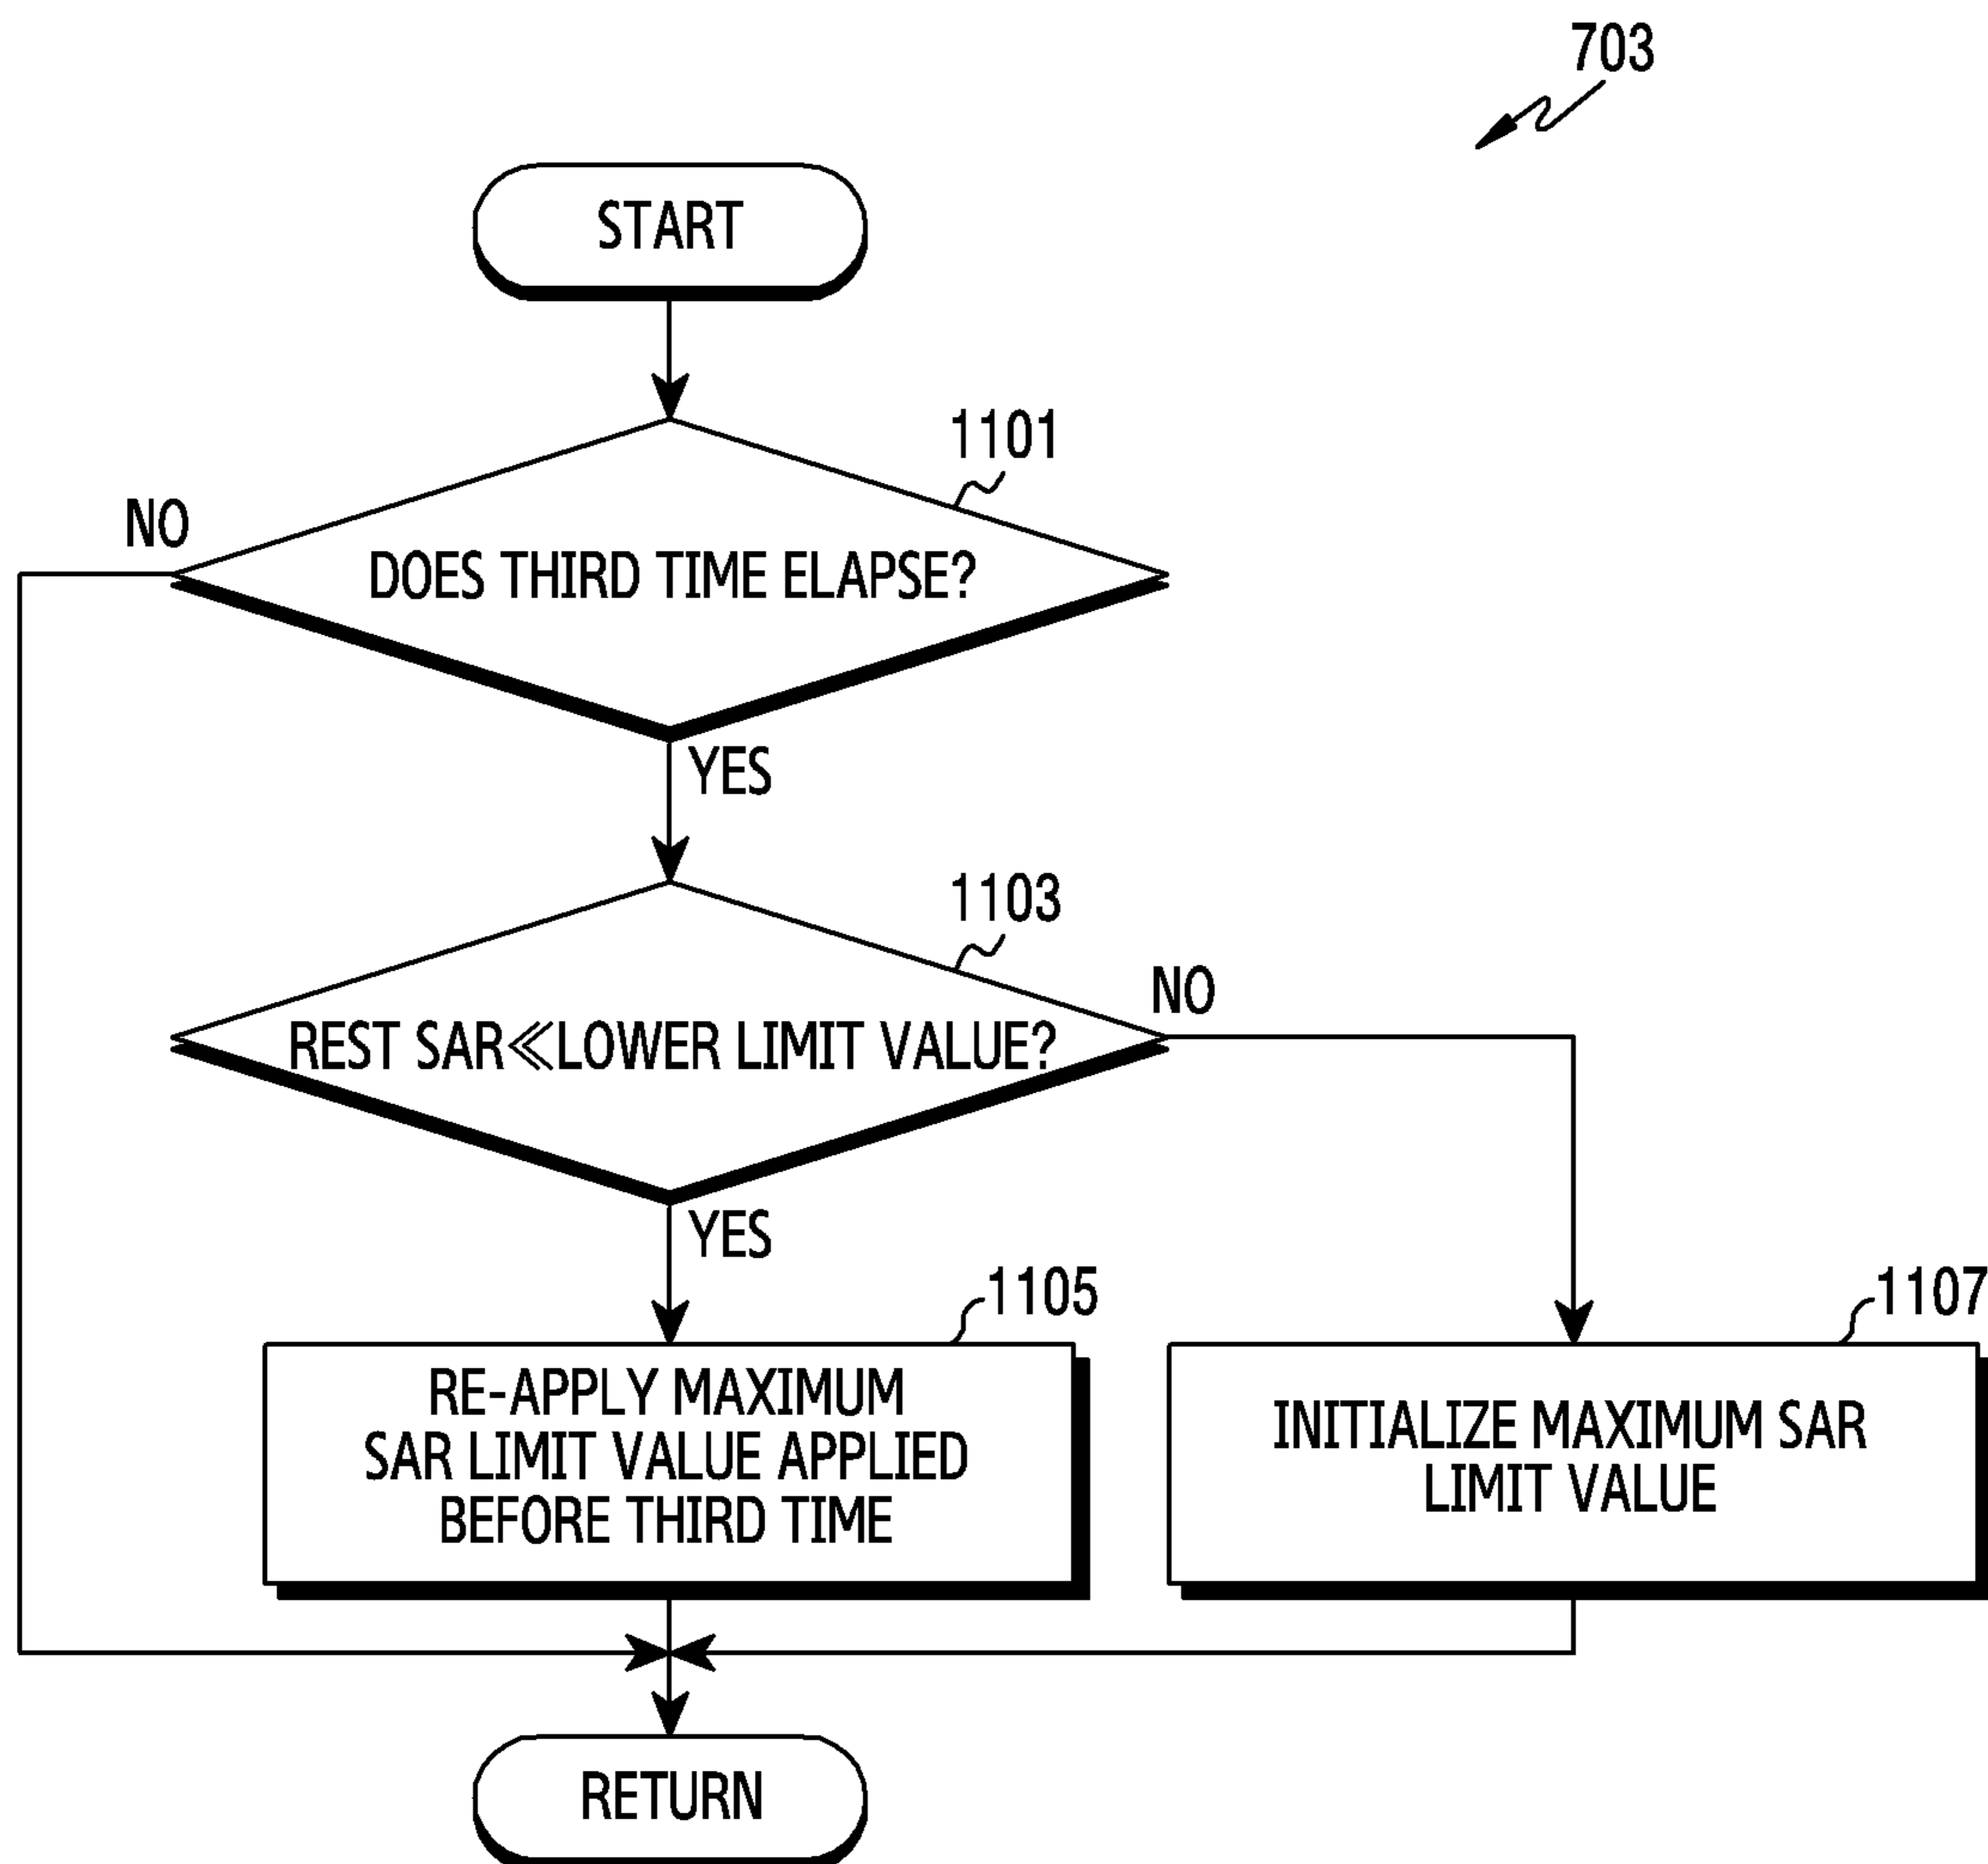 703
START
1101
NO
DOES THIRD TIME ELAPSE?
YES
1103
NO
REST SAR≪LOWER LIMIT VALUE?
YES
1105
RE-APPLY MAXIMUM
SAR LIMIT VALUE APPLIED
BEFORE THIRD TIME
1107
INITIALIZE MAXIMUM SAR
LIMIT VALUE
RETURN